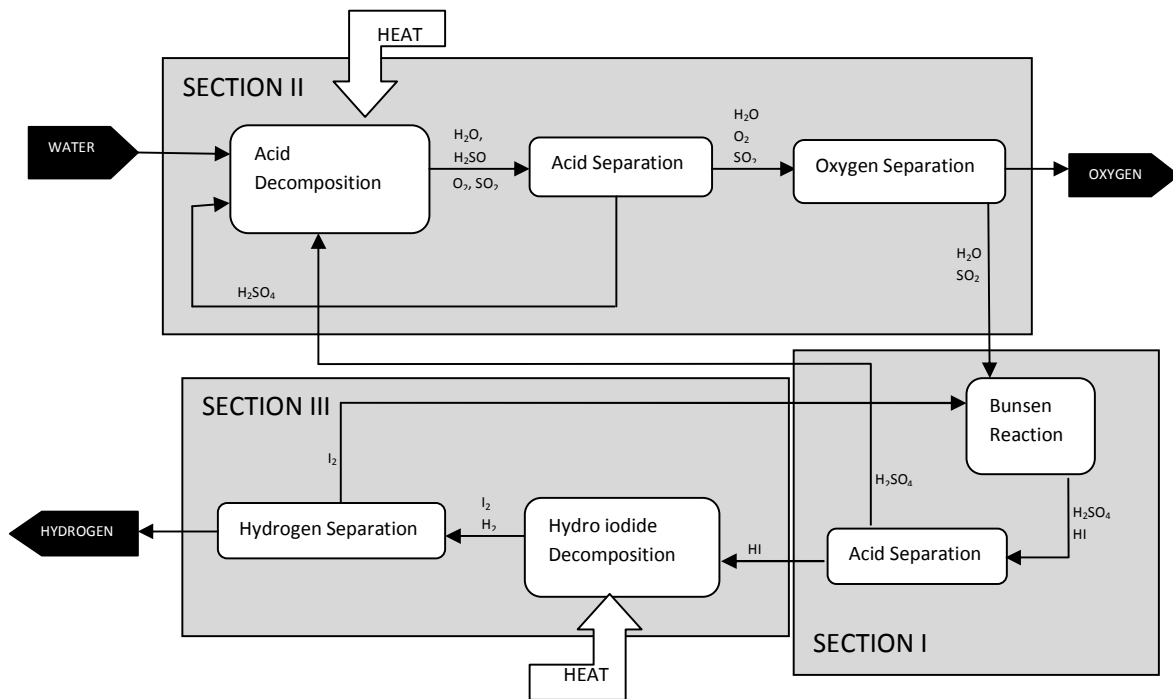 HEAT
SECTION II
WATER
Acid
Decomposition
H₂O,
H₂SO
O₂, SO₂
Acid Separation
H₂O
O₂
SO₂
Oxygen Separation
OXYGEN
H₂SO₄
H₂O
SO₂
SECTION III
I₂
Bunsen
Reaction
H₂SO₄
H₂SO₄
HI
HYDROGEN
Hydrogen Separation
I₂
H₂
Hydro iodide
Decomposition
HI
Acid Separation
SECTION I
HEAT